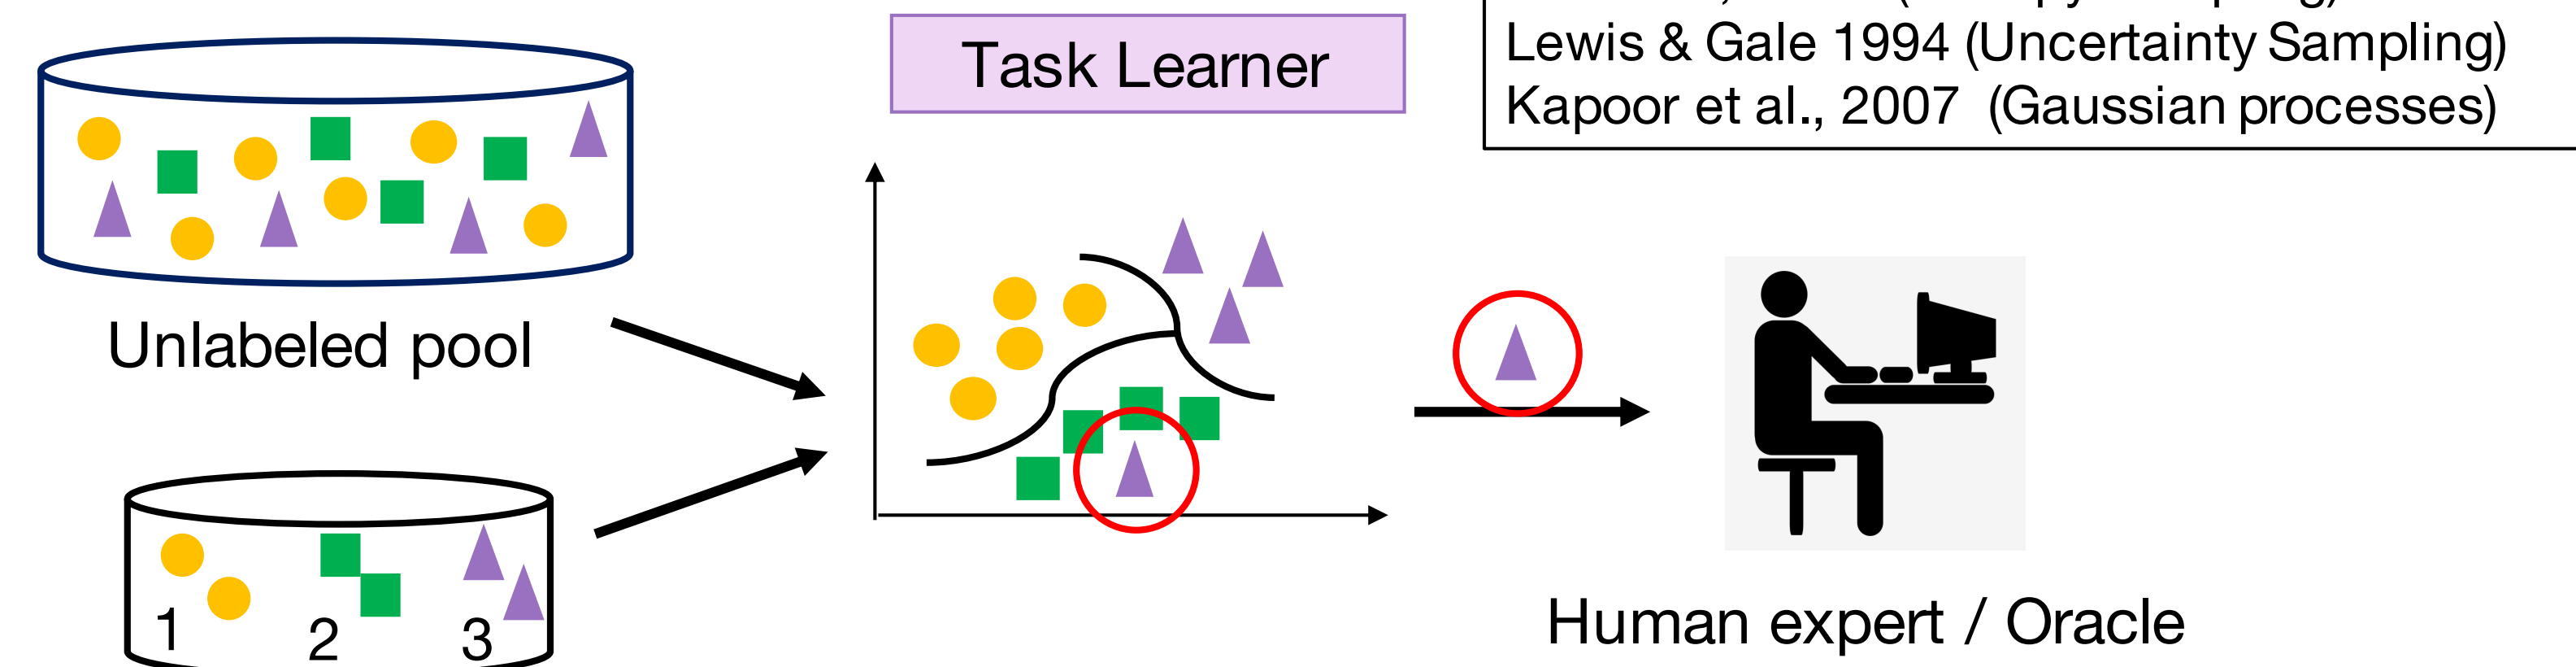 Task Learner
Lewis & Gale 1994 (Uncertainty Sampling)
Kapoor et al., 2007 (Gaussian processes)
Unlabeled pool
1 2 3
Human expert / Oracle